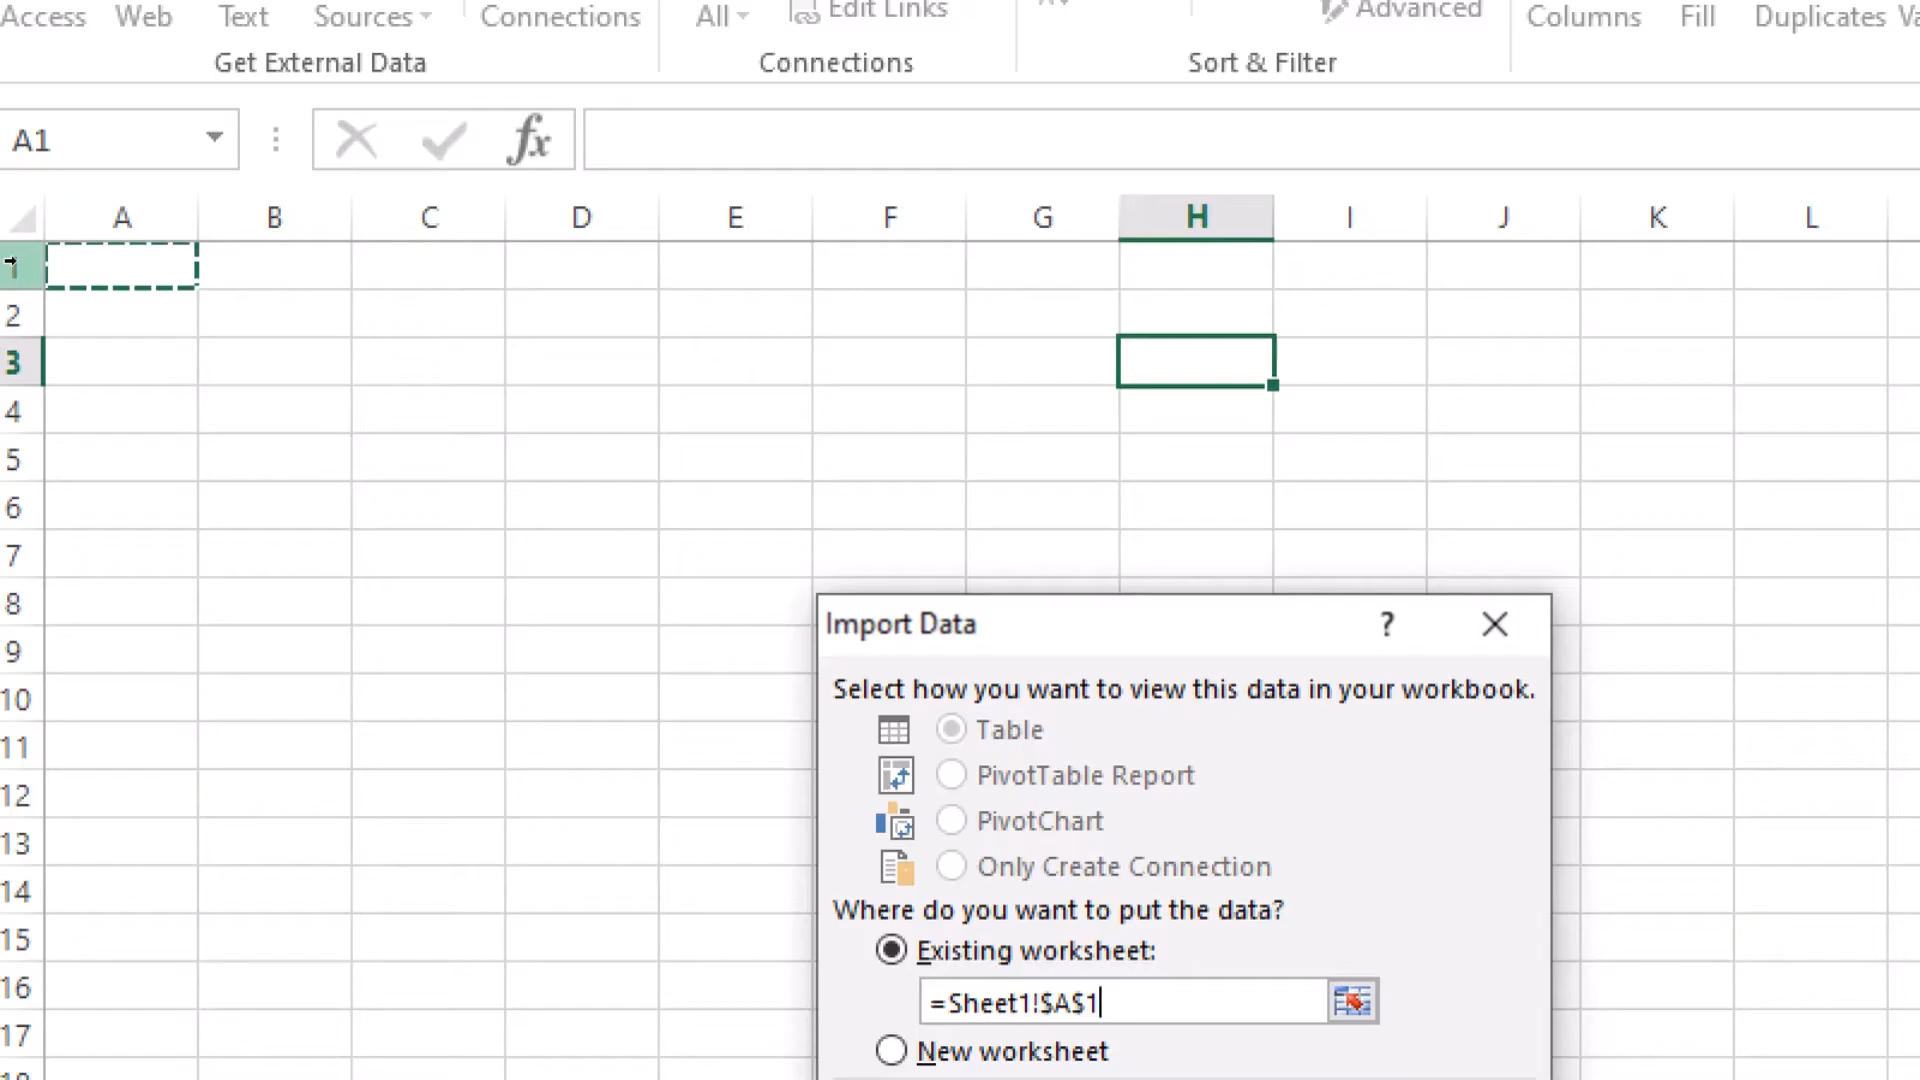 Access Web Text Sources Connections All Edit Links Advanced Columns Fill Duplicates
Get External Data Connections Sort & Filter
A1 fx
A B C D E F G H I J K L
1
2
3
4
5
6
7
8
Import Data ?
9
Select how you want to view this data in your workbook.
10
Table
11
PivotTable Report
12
PivotChart
13
Only Create Connection
14
Where do you want to put the data?
15
Existing worksheet:
16
=Sheet1!$A$1
17
New worksheet